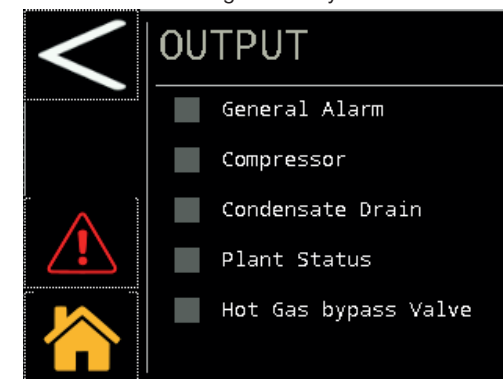 OUTPUT
General Alarm
Compressor
Condensate Drain
Plant Status
Hot Gas bypass Valve